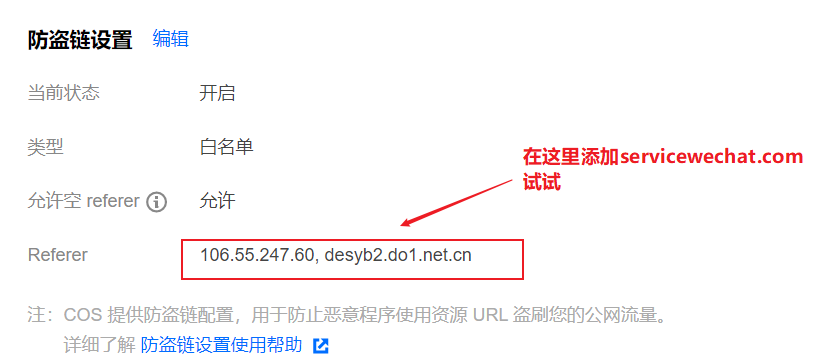 防盗链设置 编辑
当前状态 开启
类型 白名单
在这里添加servicewechat.com
试试
允许空 referer 允许
Referer 106.55.247.60, desyb2.do1.net.cn
注：COS 提供防盗链配置，用于防止恶意程序使用资源 URL 盗刷您的公网流量。
详细了解 防盗链设置使用帮助